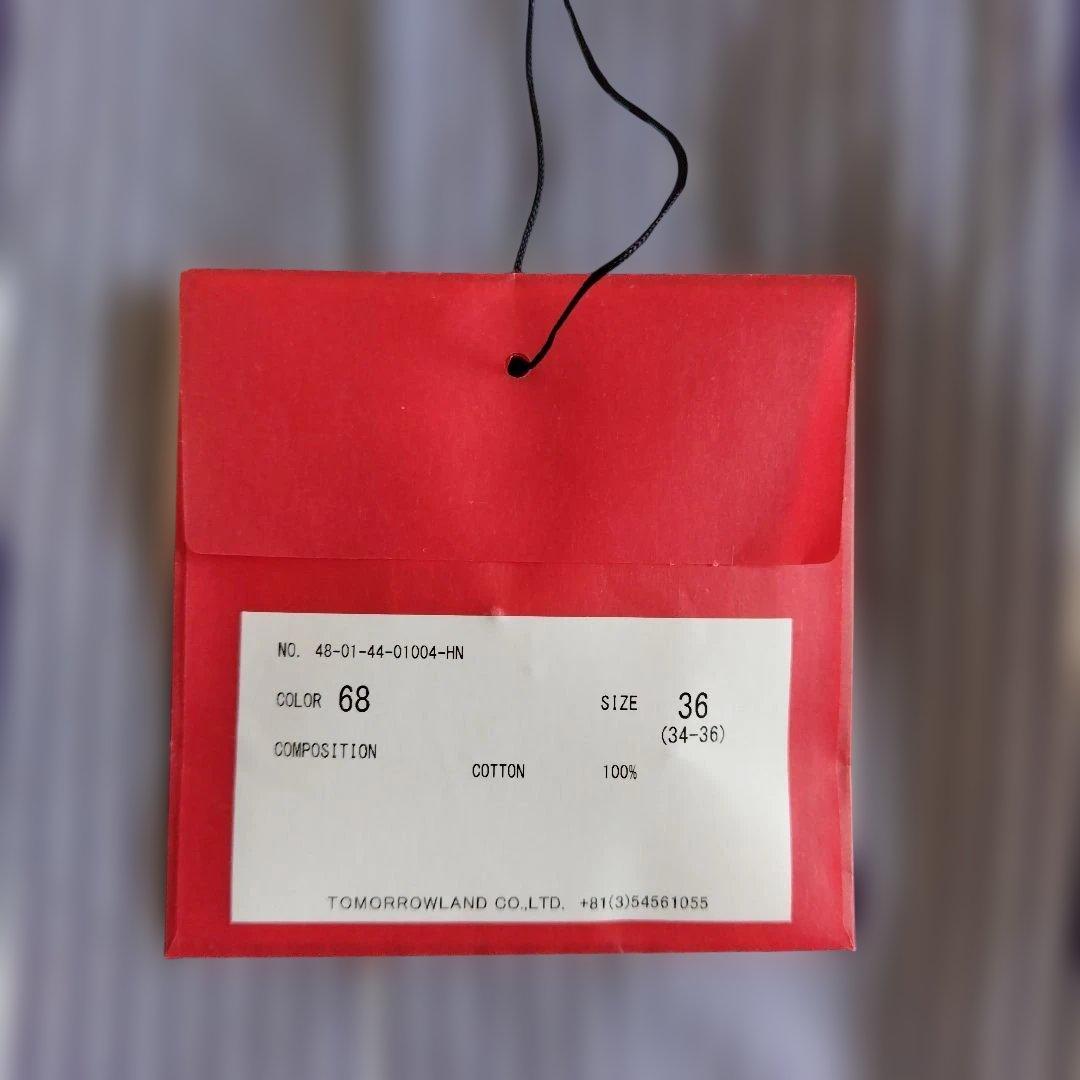 NO. 48-01-44-01004-HN
COLOR 68 SIZE 36
(34-36)
COMPOSITION
COTTON 100%
TOMORROWLAND CO.,LTD. +81(3)54561055